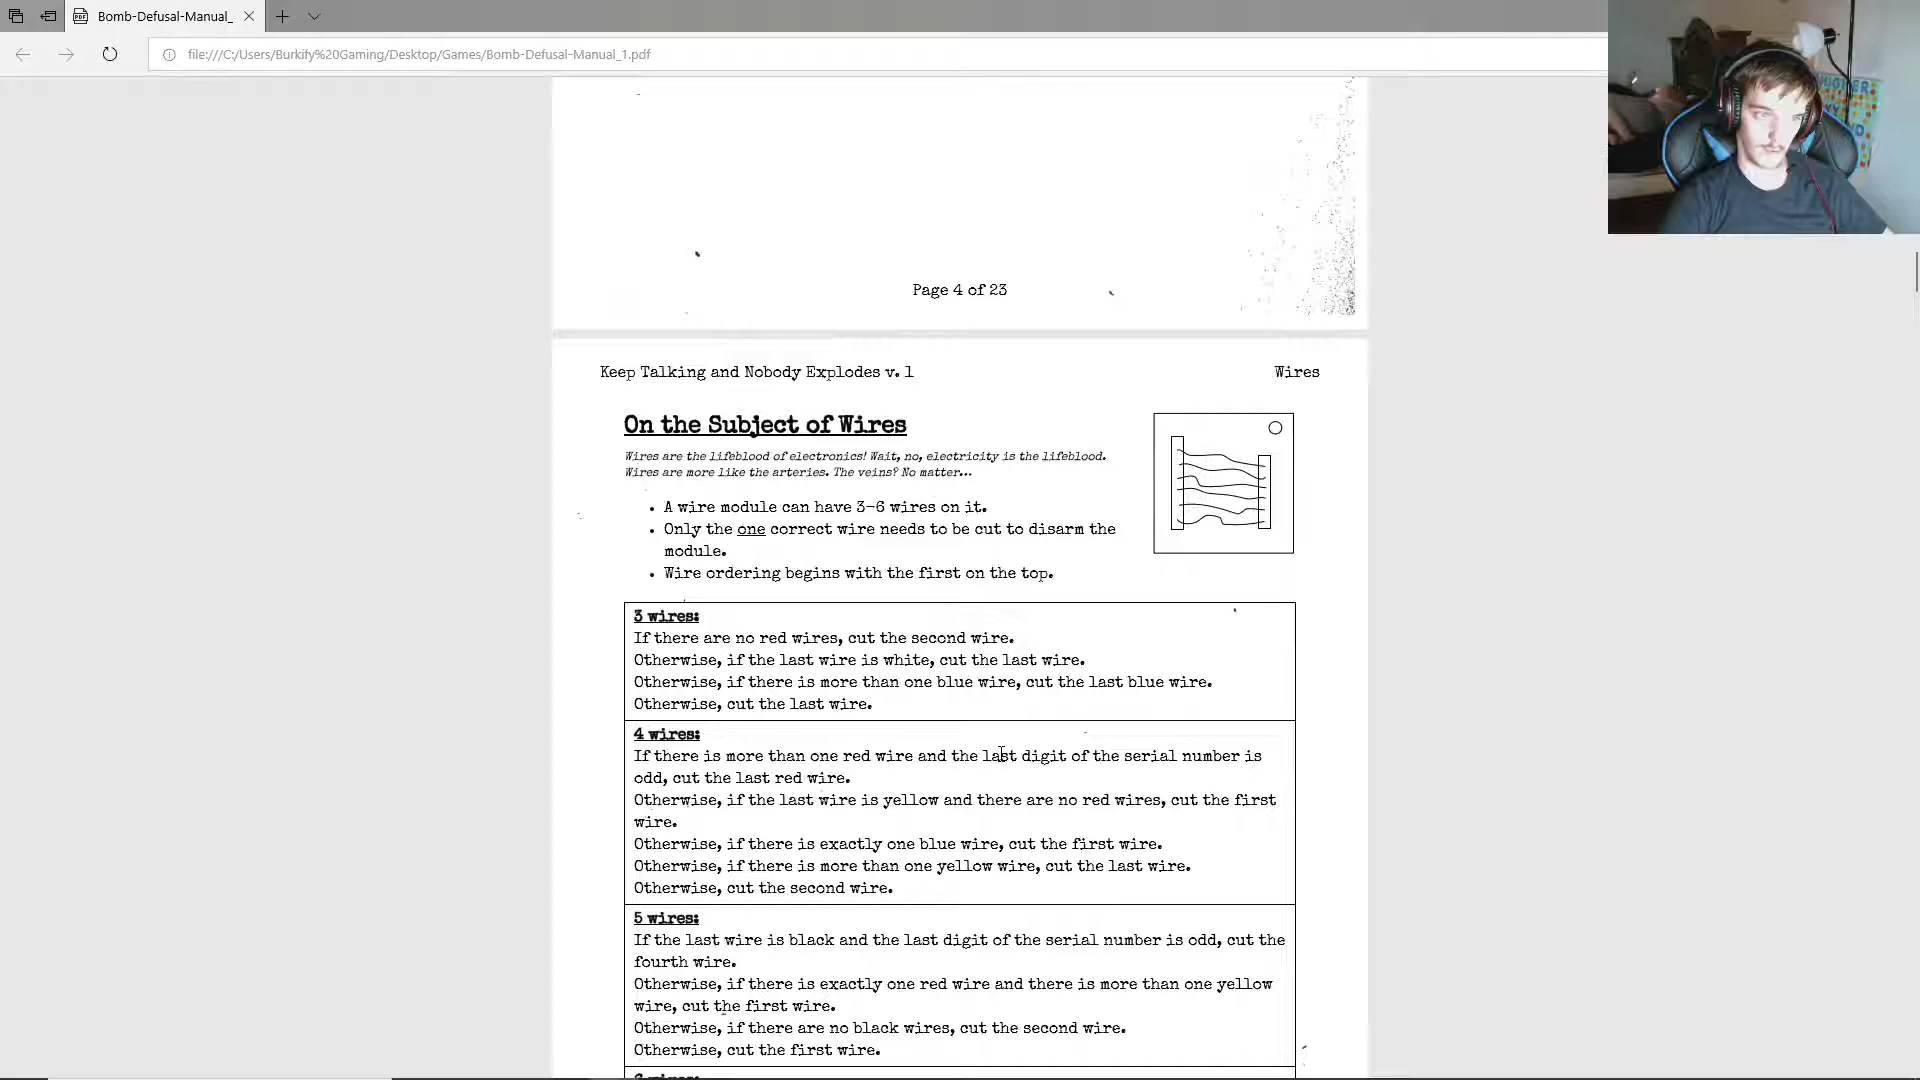 Bomb-Defusal-Manual_
file:///C:/Users/Burkify%20Gaming/Desktop/Games/Bomb-Defusal-Manual_1.pdf
Page 4 of 23
Keep Talking and Nobody Explodes v. 1
Wires
On the Subject of Wires
Wires are the lifeblood of electronics! Wait, no, electricity is the lifeblood.
Wires are more like the arteries. The veins? No matter...
• A wire module can have 3-6 wires on it.
• Only the one correct wire needs to be cut to disarm the
module.
• Wire ordering begins with the first on the top.
3 wires:
If there are no red wires, cut the second wire.
Otherwise, if the last wire is white, cut the last wire.
Otherwise, if there is more than one blue wire, cut the last blue wire.
Otherwise, cut the last wire.
4 wires:
If there is more than one red wire and the last digit of the serial number is
odd, cut the last red wire.
Otherwise, if the last wire is yellow and there are no red wires, cut the first
wire.
Otherwise, if there is exactly one blue wire, cut the first wire.
Otherwise, if there is more than one yellow wire, cut the last wire.
Otherwise, cut the second wire.
5 wires:
If the last wire is black and the last digit of the serial number is odd, cut the
fourth wire.
Otherwise, if there is exactly one red wire and there is more than one yellow
wire, cut the first wire.
Otherwise, if there are no black wires, cut the second wire.
Otherwise, cut the first wire.